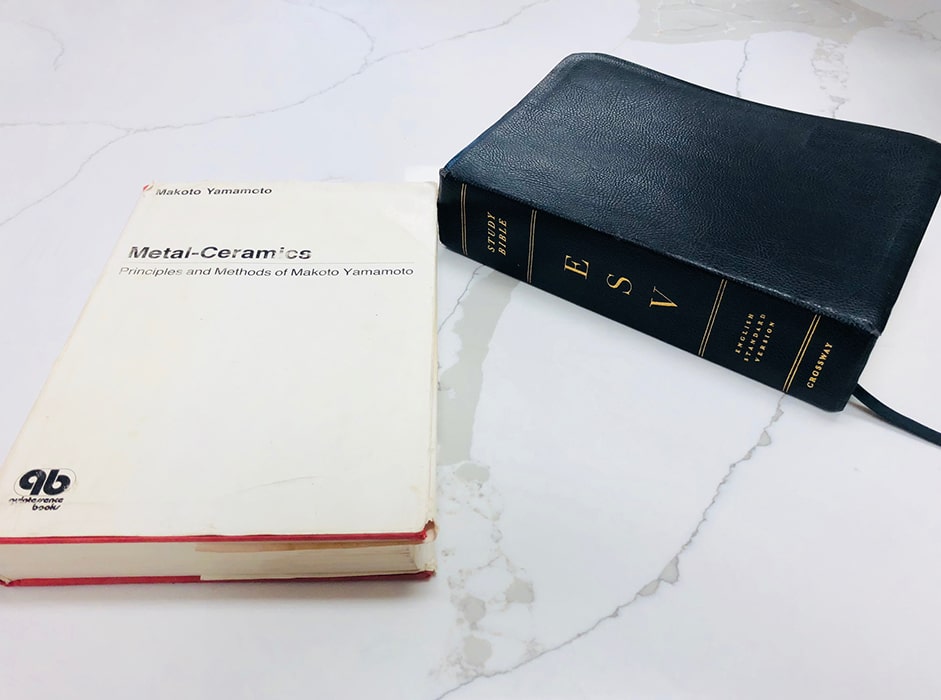 Makoto Yamamoto
Metal-Ceramics
Principles and Methods of Makoto Yamamoto
qb
quintessence
books
STUDY
BIBLE
E
S
V
ENGLISH
STANDARD
VERSION
CROSSWAY